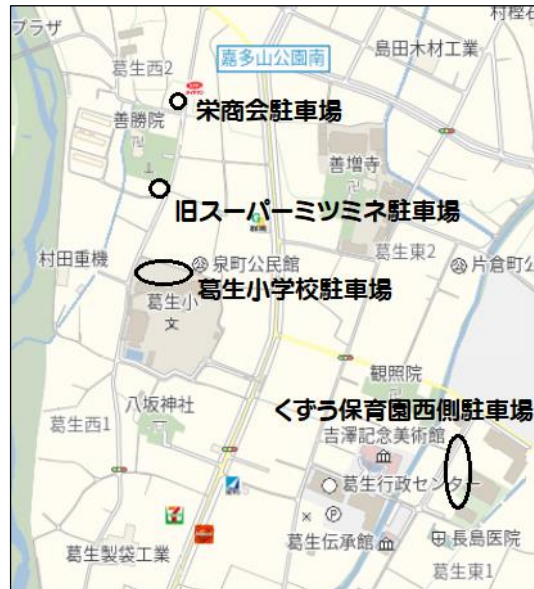 プラザ
村樫石
葛生西2
嘉多山公園南
島田木材工業
栄商会駐車場
善勝院
善増寺
旧スーパーミツミネ駐車場
村田重機
泉町公民館
葛生東2
片倉町公
葛生小学校駐車場
葛生小
文
観照院
八坂神社
くずう保育園西側駐車場
葛生西1
吉澤記念美術館
葛生行政センター
P
葛生伝承館
長島医院
葛生製袋工業
葛生東1